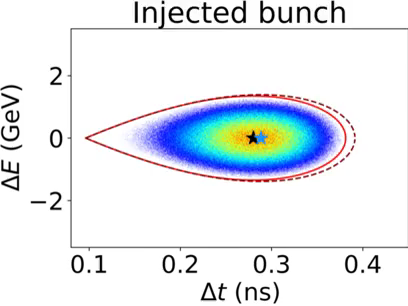 Injected bunch
ΔE (GeV)
2
0
−2
0.1 0.2 0.3 0.4
Δt (ns)